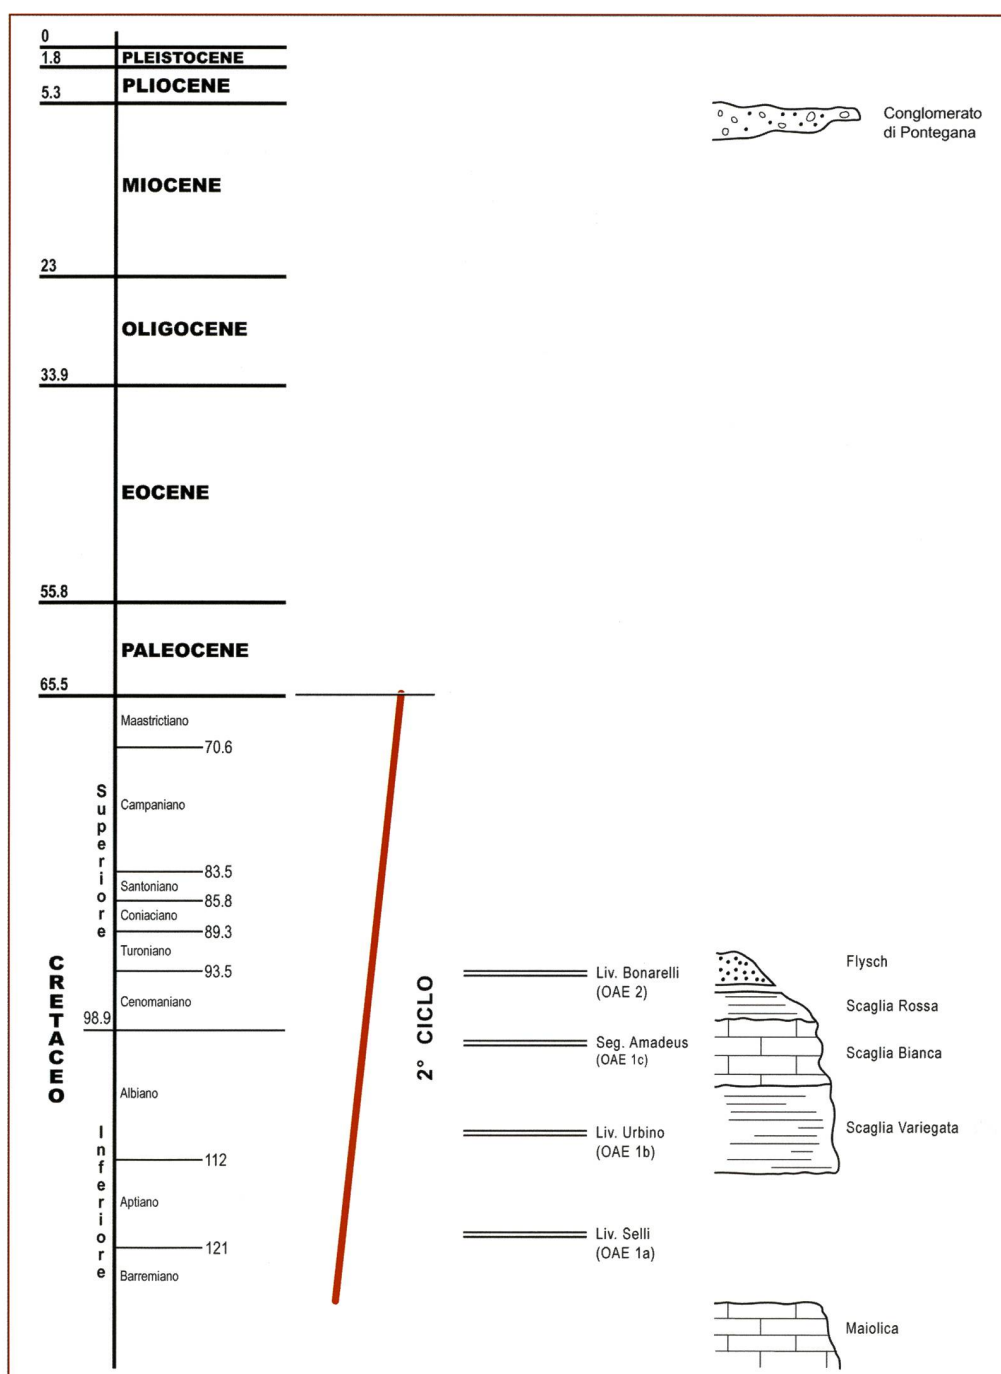 0
1.8
PLEISTOCENE
PLIOCENE
5.3
Conglomerato
di Pontegana
MIOCENE
23
OLIGOCENE
33.9
EOCENE
55.8
PALEOCENE
65.5
Maastrictiano
70.6
Superiore
Campaniano
83.5
Santoniano
85.8
Coniaciano
89.3
Turoniano
93.5
Cenomaniano
98.9
CRETACEO
Albiano
Inferiore
112
Aptiano
121
Barremiano
2° CICLO
Liv. Bonarelli
(OAE 2)
Seg. Amadeus
(OAE 1c)
Liv. Urbino
(OAE 1b)
Liv. Selli
(OAE 1a)
Flysch
Scaglia Rossa
Scaglia Bianca
Scaglia Variegata
Maiolica